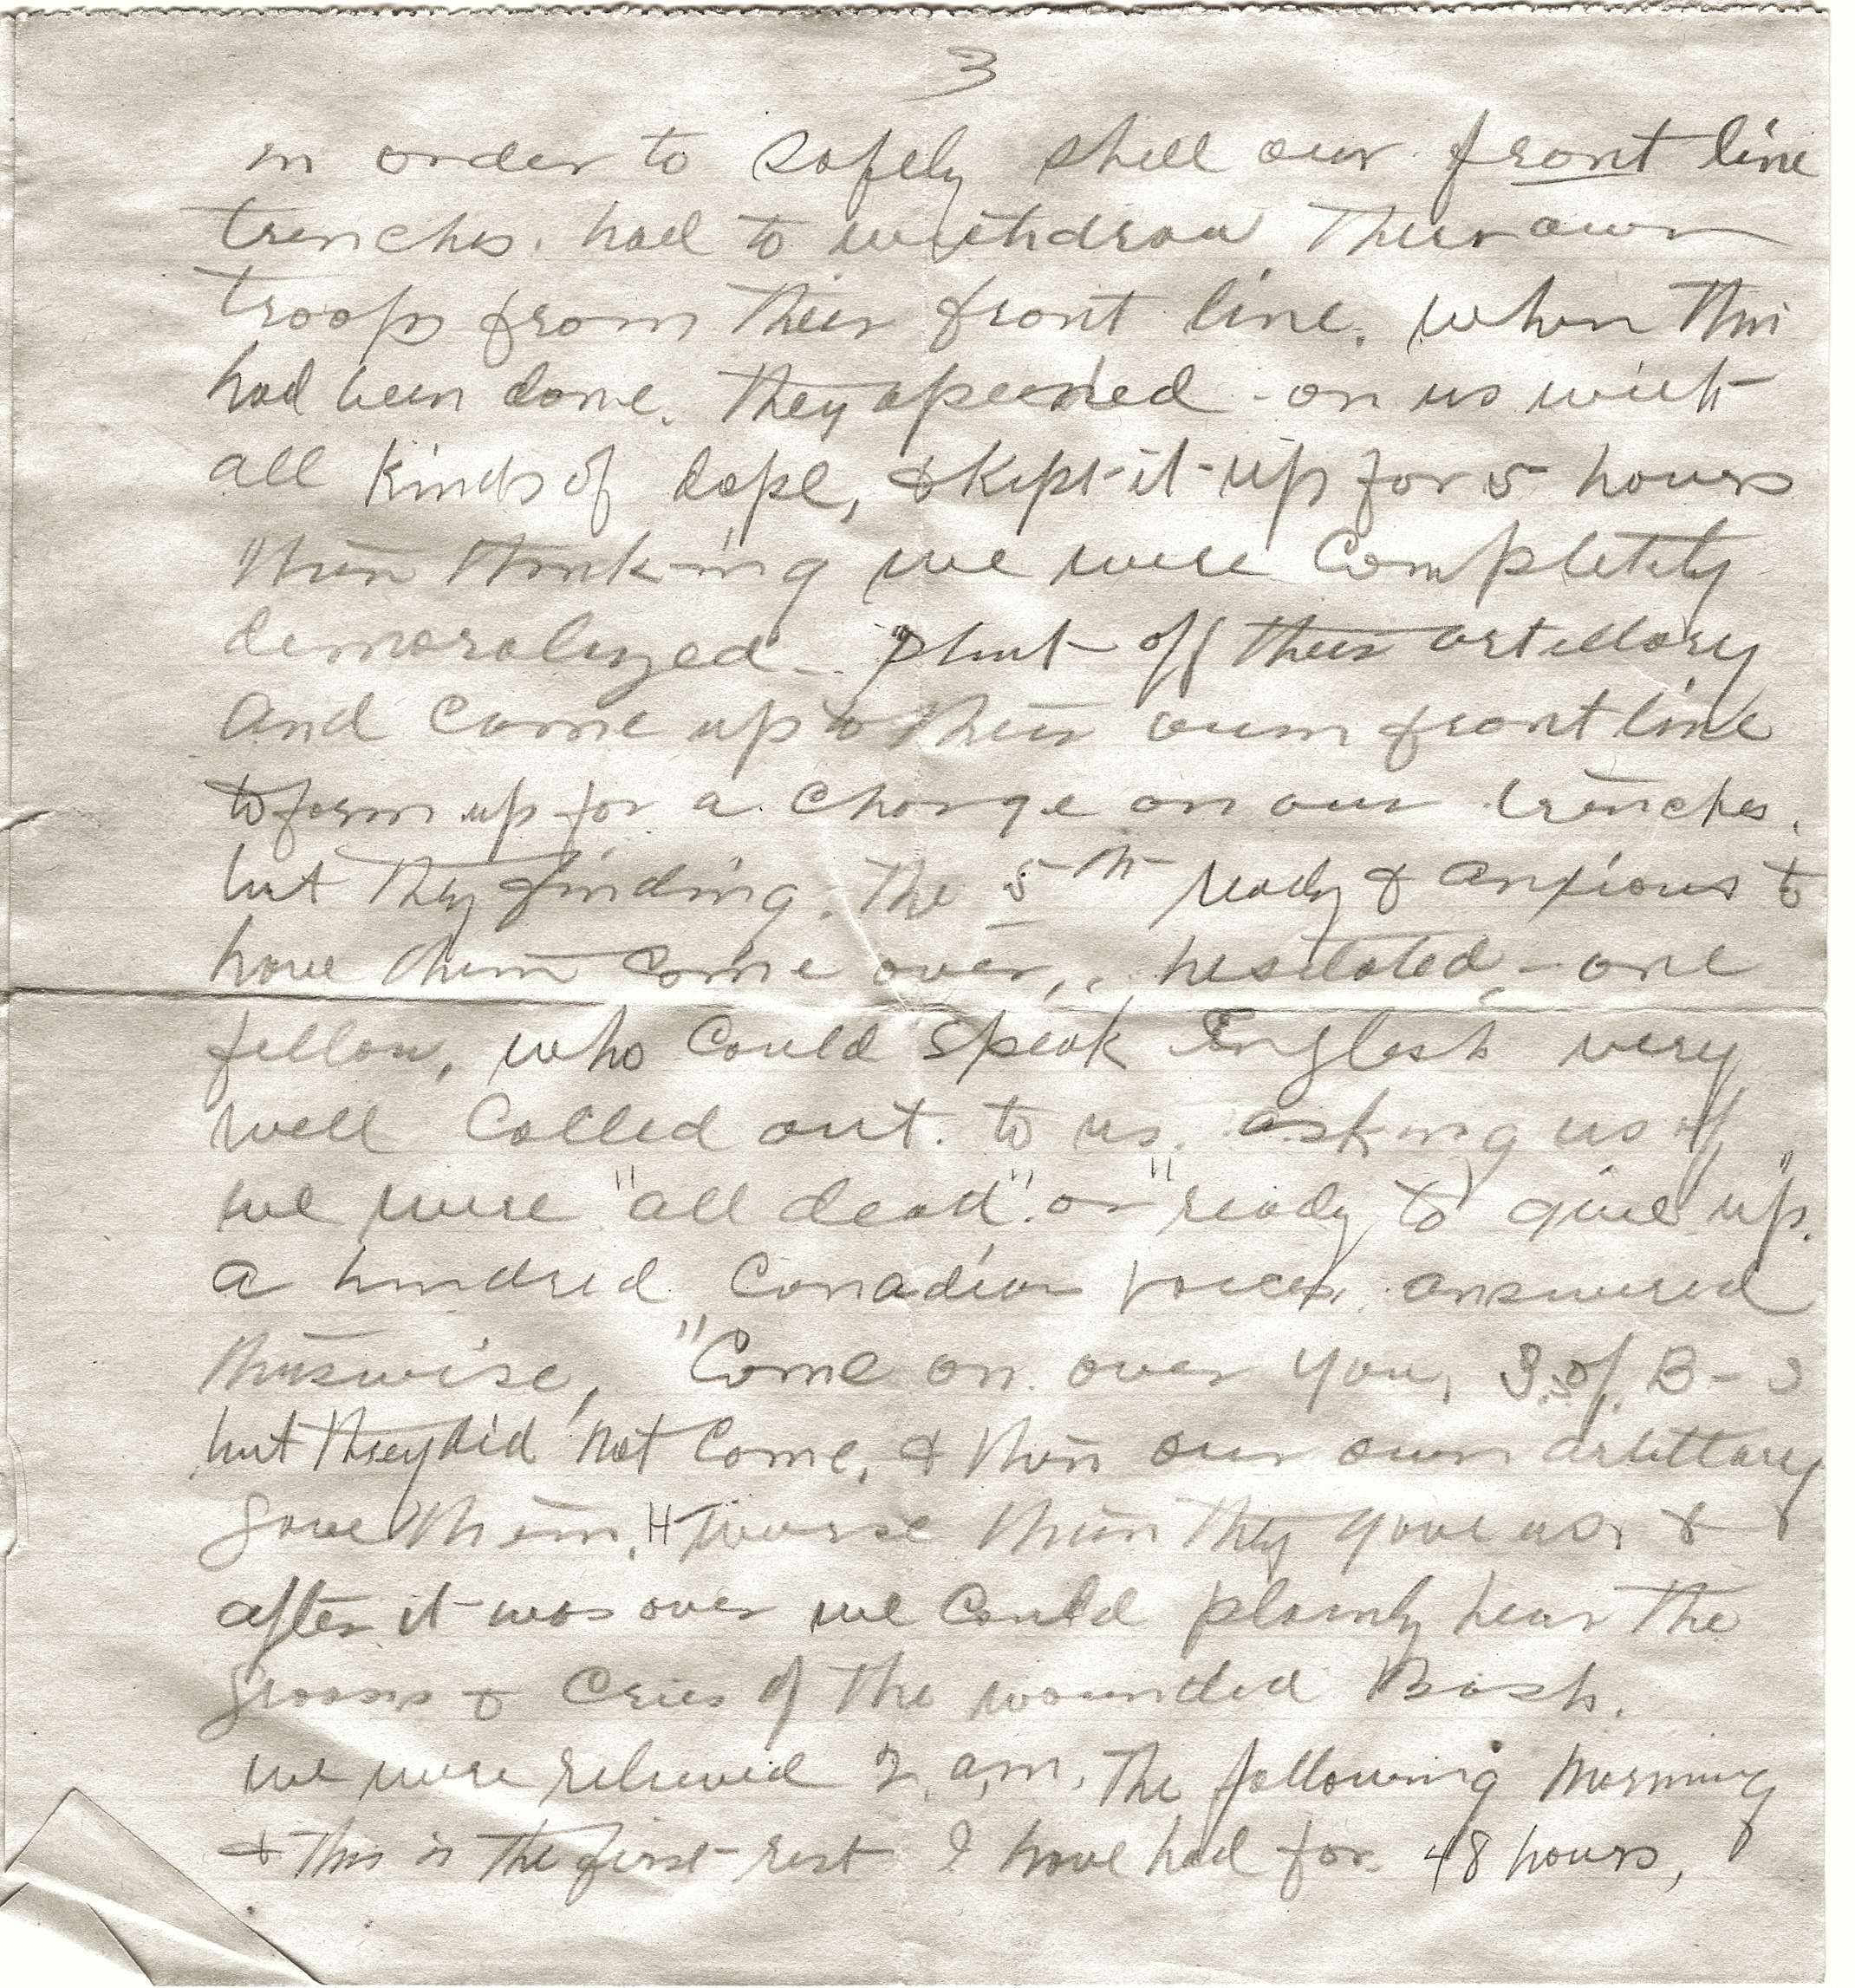 3
in order to safely shell our front line
trenches. had to withdraw their own
troops from their front line. when this
had been done. they opened - on us with
all kinds of dope, & kept it up for 5 hours
then thinking we were completely
demoralized - shut off their artillery
and come up to their own front line
to form up for a charge on our trenches.
but they finding. the 5th ready & anxious to
have them come over, hesitated, - one
fellow, who could speak English very
well called out. to us. asking us if
we were "all dead". or "ready to give up."
a hundred Canadian voices, answered
thuswise, "Come on over you, S. of B-s
but they did not come, & then our own artillary
gave them, H worse then they gave us, &
after it was over we could plainly hear the
groans & cries of the wounded Bosh.
we were relieved 2 a.m. the following morning
& this is the first rest I have had for 48 hours,